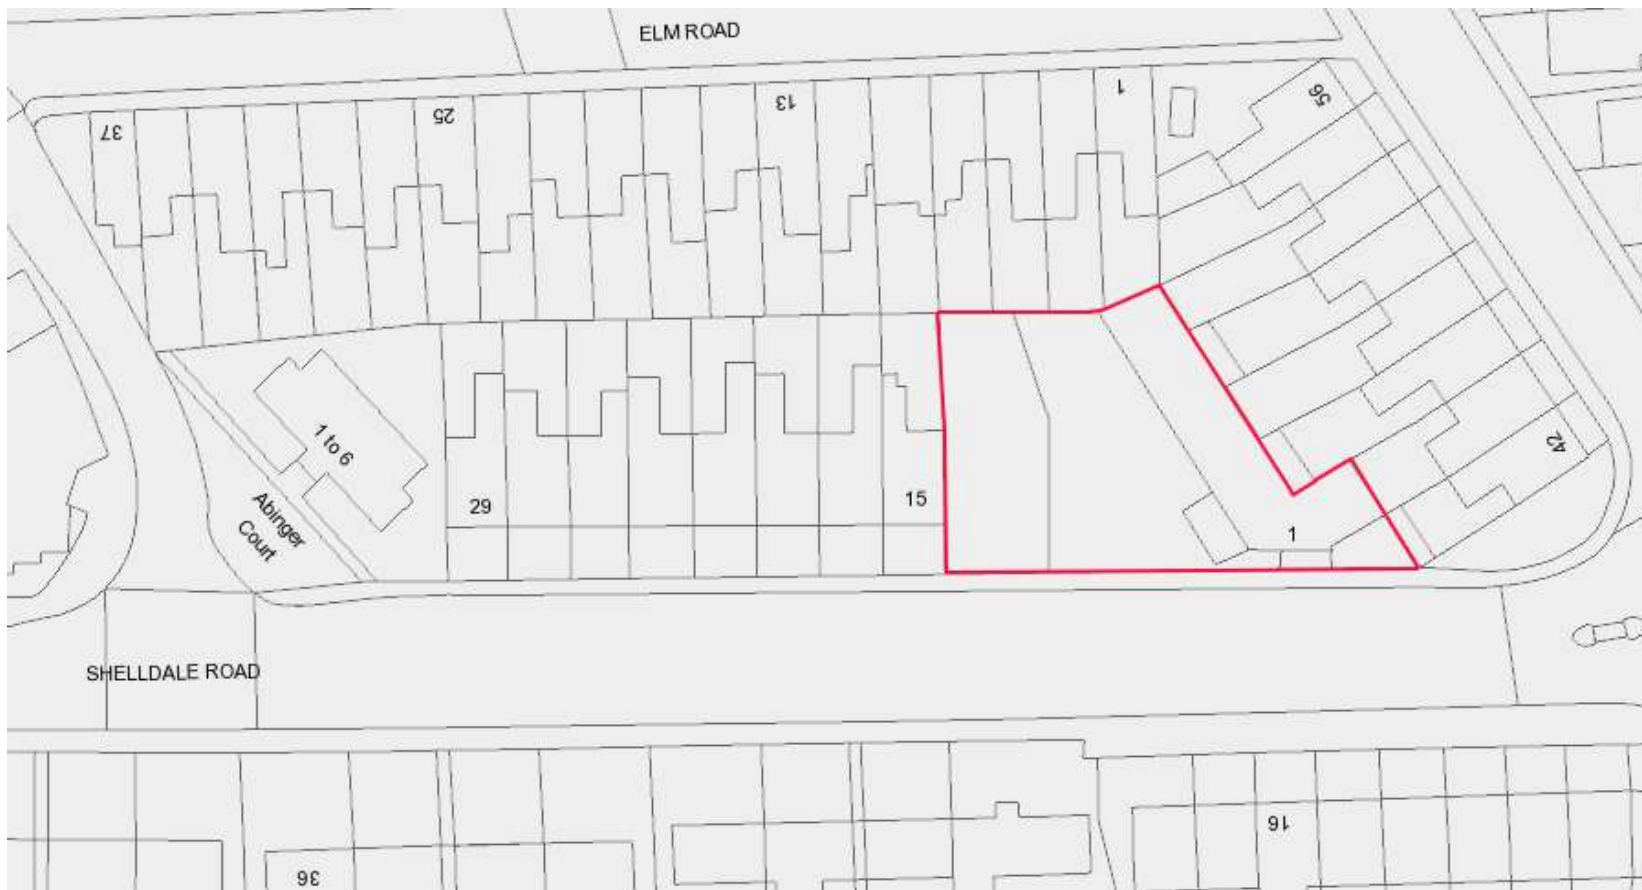 ELM ROAD
37
25
13
1
56
1 to 6
Abinger
Court
29
15
1
42
SHELLDALE ROAD
36
16